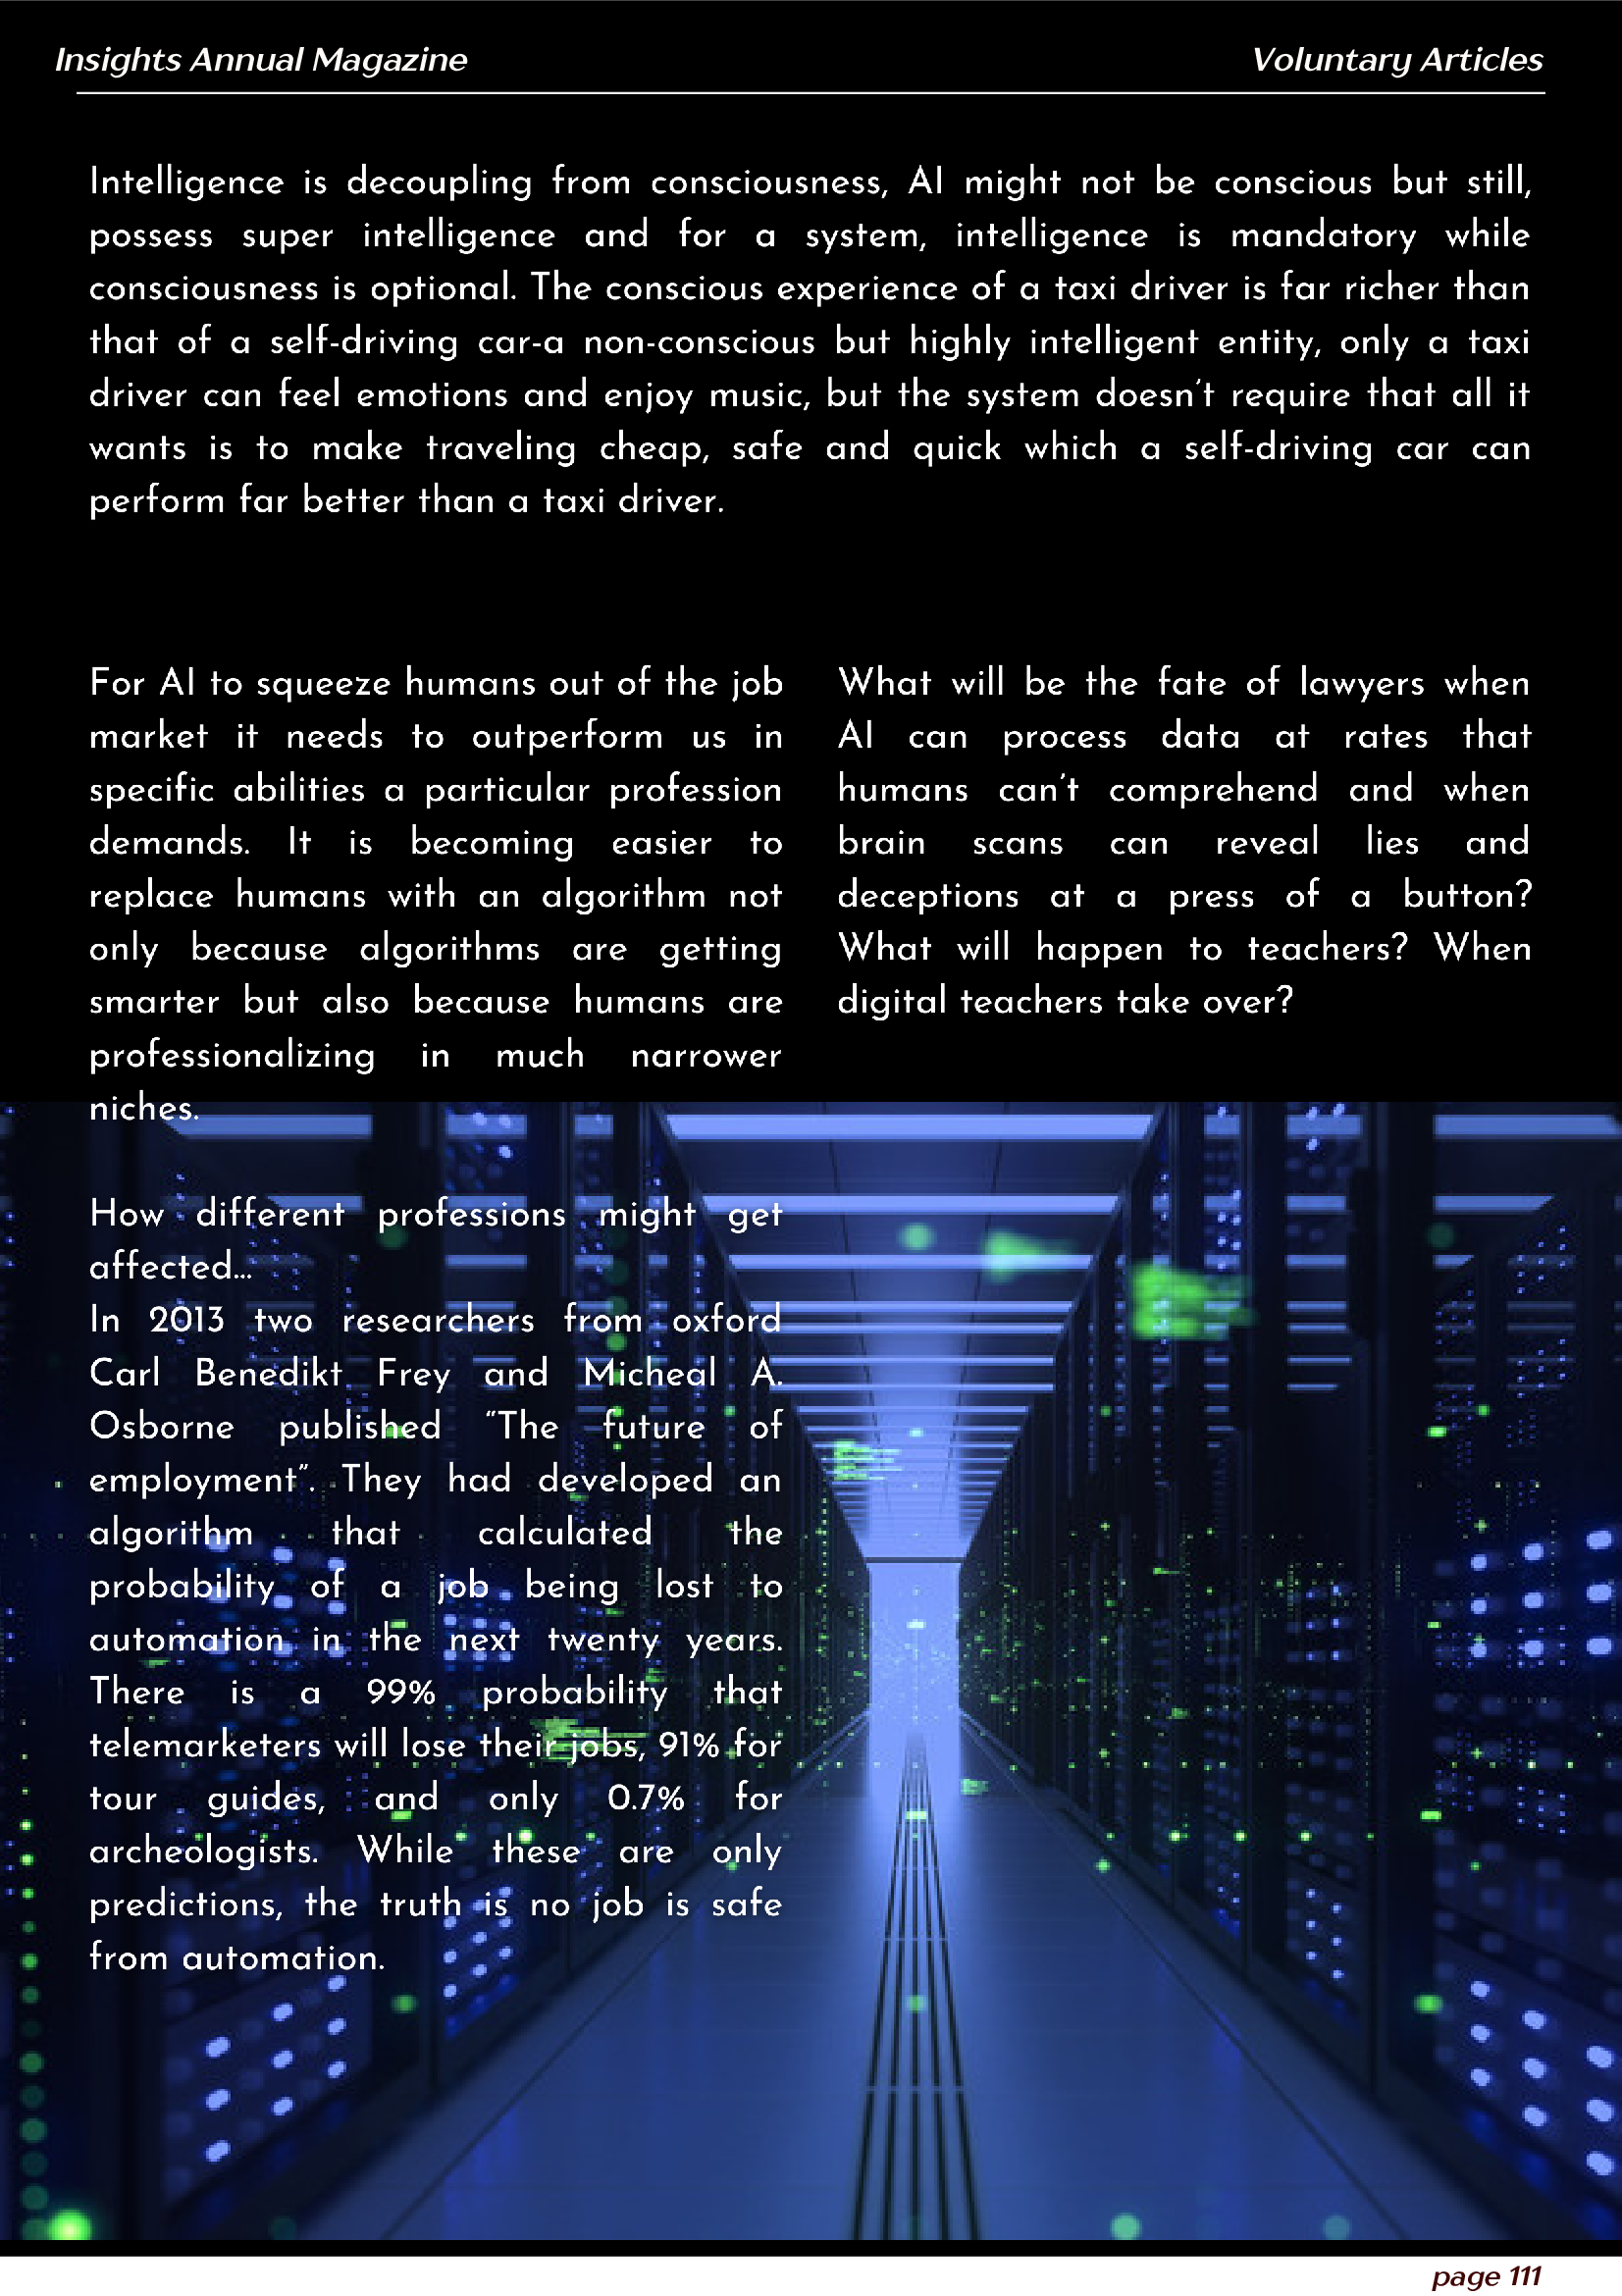 Insights Annual Magazine
Voluntary Articles
Intelligence is decoupling from consciousness, AI might not be conscious but still,
possess super intelligence and for a system, intelligence is mandatory while
consciousness is optional. The conscious experience of a taxi driver is far richer than
that of a self-driving car-a non-conscious but highly intelligent entity, only a taxi
driver can feel emotions and enjoy music, but the system doesn't require that all it
wants is to make traveling cheap, safe and quick which a self-driving car can
perform far better than a taxi driver.
For AI to squeeze humans out of the job
market it needs to outperform us in
specific abilities a particular profession
demands. It is becoming easier to
replace humans with an algorithm not
only because algorithms are getting
smarter but also because humans are
professionalizing in much narrower
niches.
How different professions might get
affected...
In 2013 two researchers from oxford
Carl Benedikt Frey and Micheal A.
Osborne published "The future of
employment". They had developed an
algorithm that calculated the
probability of a job being lost to
automation in the next twenty years.
There is a 99% probability that
telemarketers will lose their jobs, 91% for
tour guides, and only 0.7% for
archeologists. While these are only
predictions, the truth is no job is safe
from automation.
What will be the fate of lawyers when
AI can process data at rates that
humans can't comprehend and when
brain scans can reveal lies and
deceptions at a press of a button?
What will happen to teachers? When
digital teachers take over?
page 111